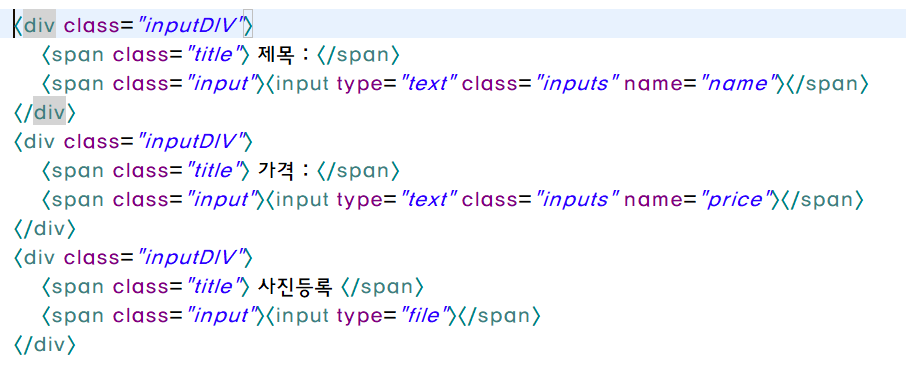 <div class="inputDIV">
<span class="title"> 제목 : </span>
<span class="input"><input type="text" class="inputs" name="name"></span>
</div>
<div class="inputDIV">
<span class="title"> 가격 : </span>
<span class="input"><input type="text" class="inputs" name="price"></span>
</div>
<div class="inputDIV">
<span class="title"> 사진등록 </span>
<span class="input"><input type="file"></span>
</div>